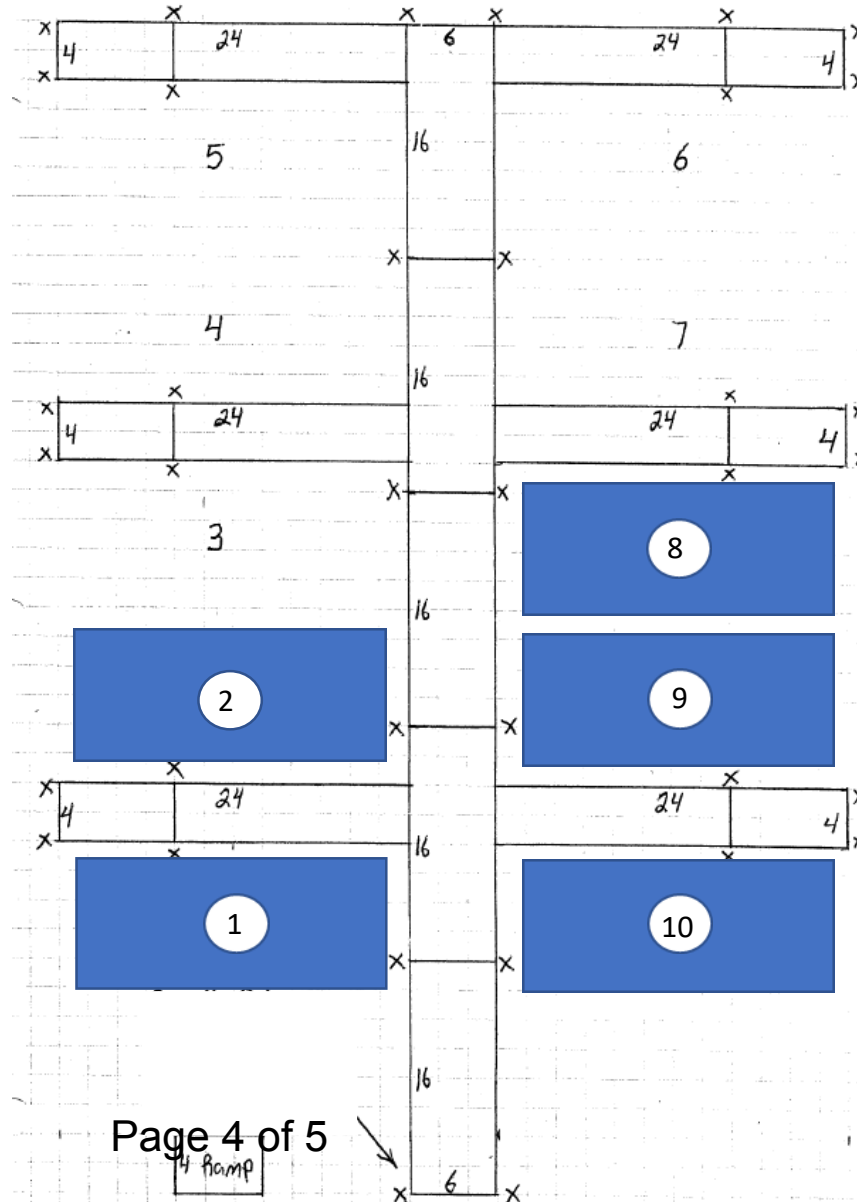 X X X X X
4 24 6 24 4 X
X X X X
5 16 6
X X
4 7
16
X X X X
4 24 24 4
X X X X X X
3 8
16
2 9
X X
X X X X
4 24 24 4
X X X X
16
1 10
X X
16
Page 4 of 5
4 Ramp
X 6 X